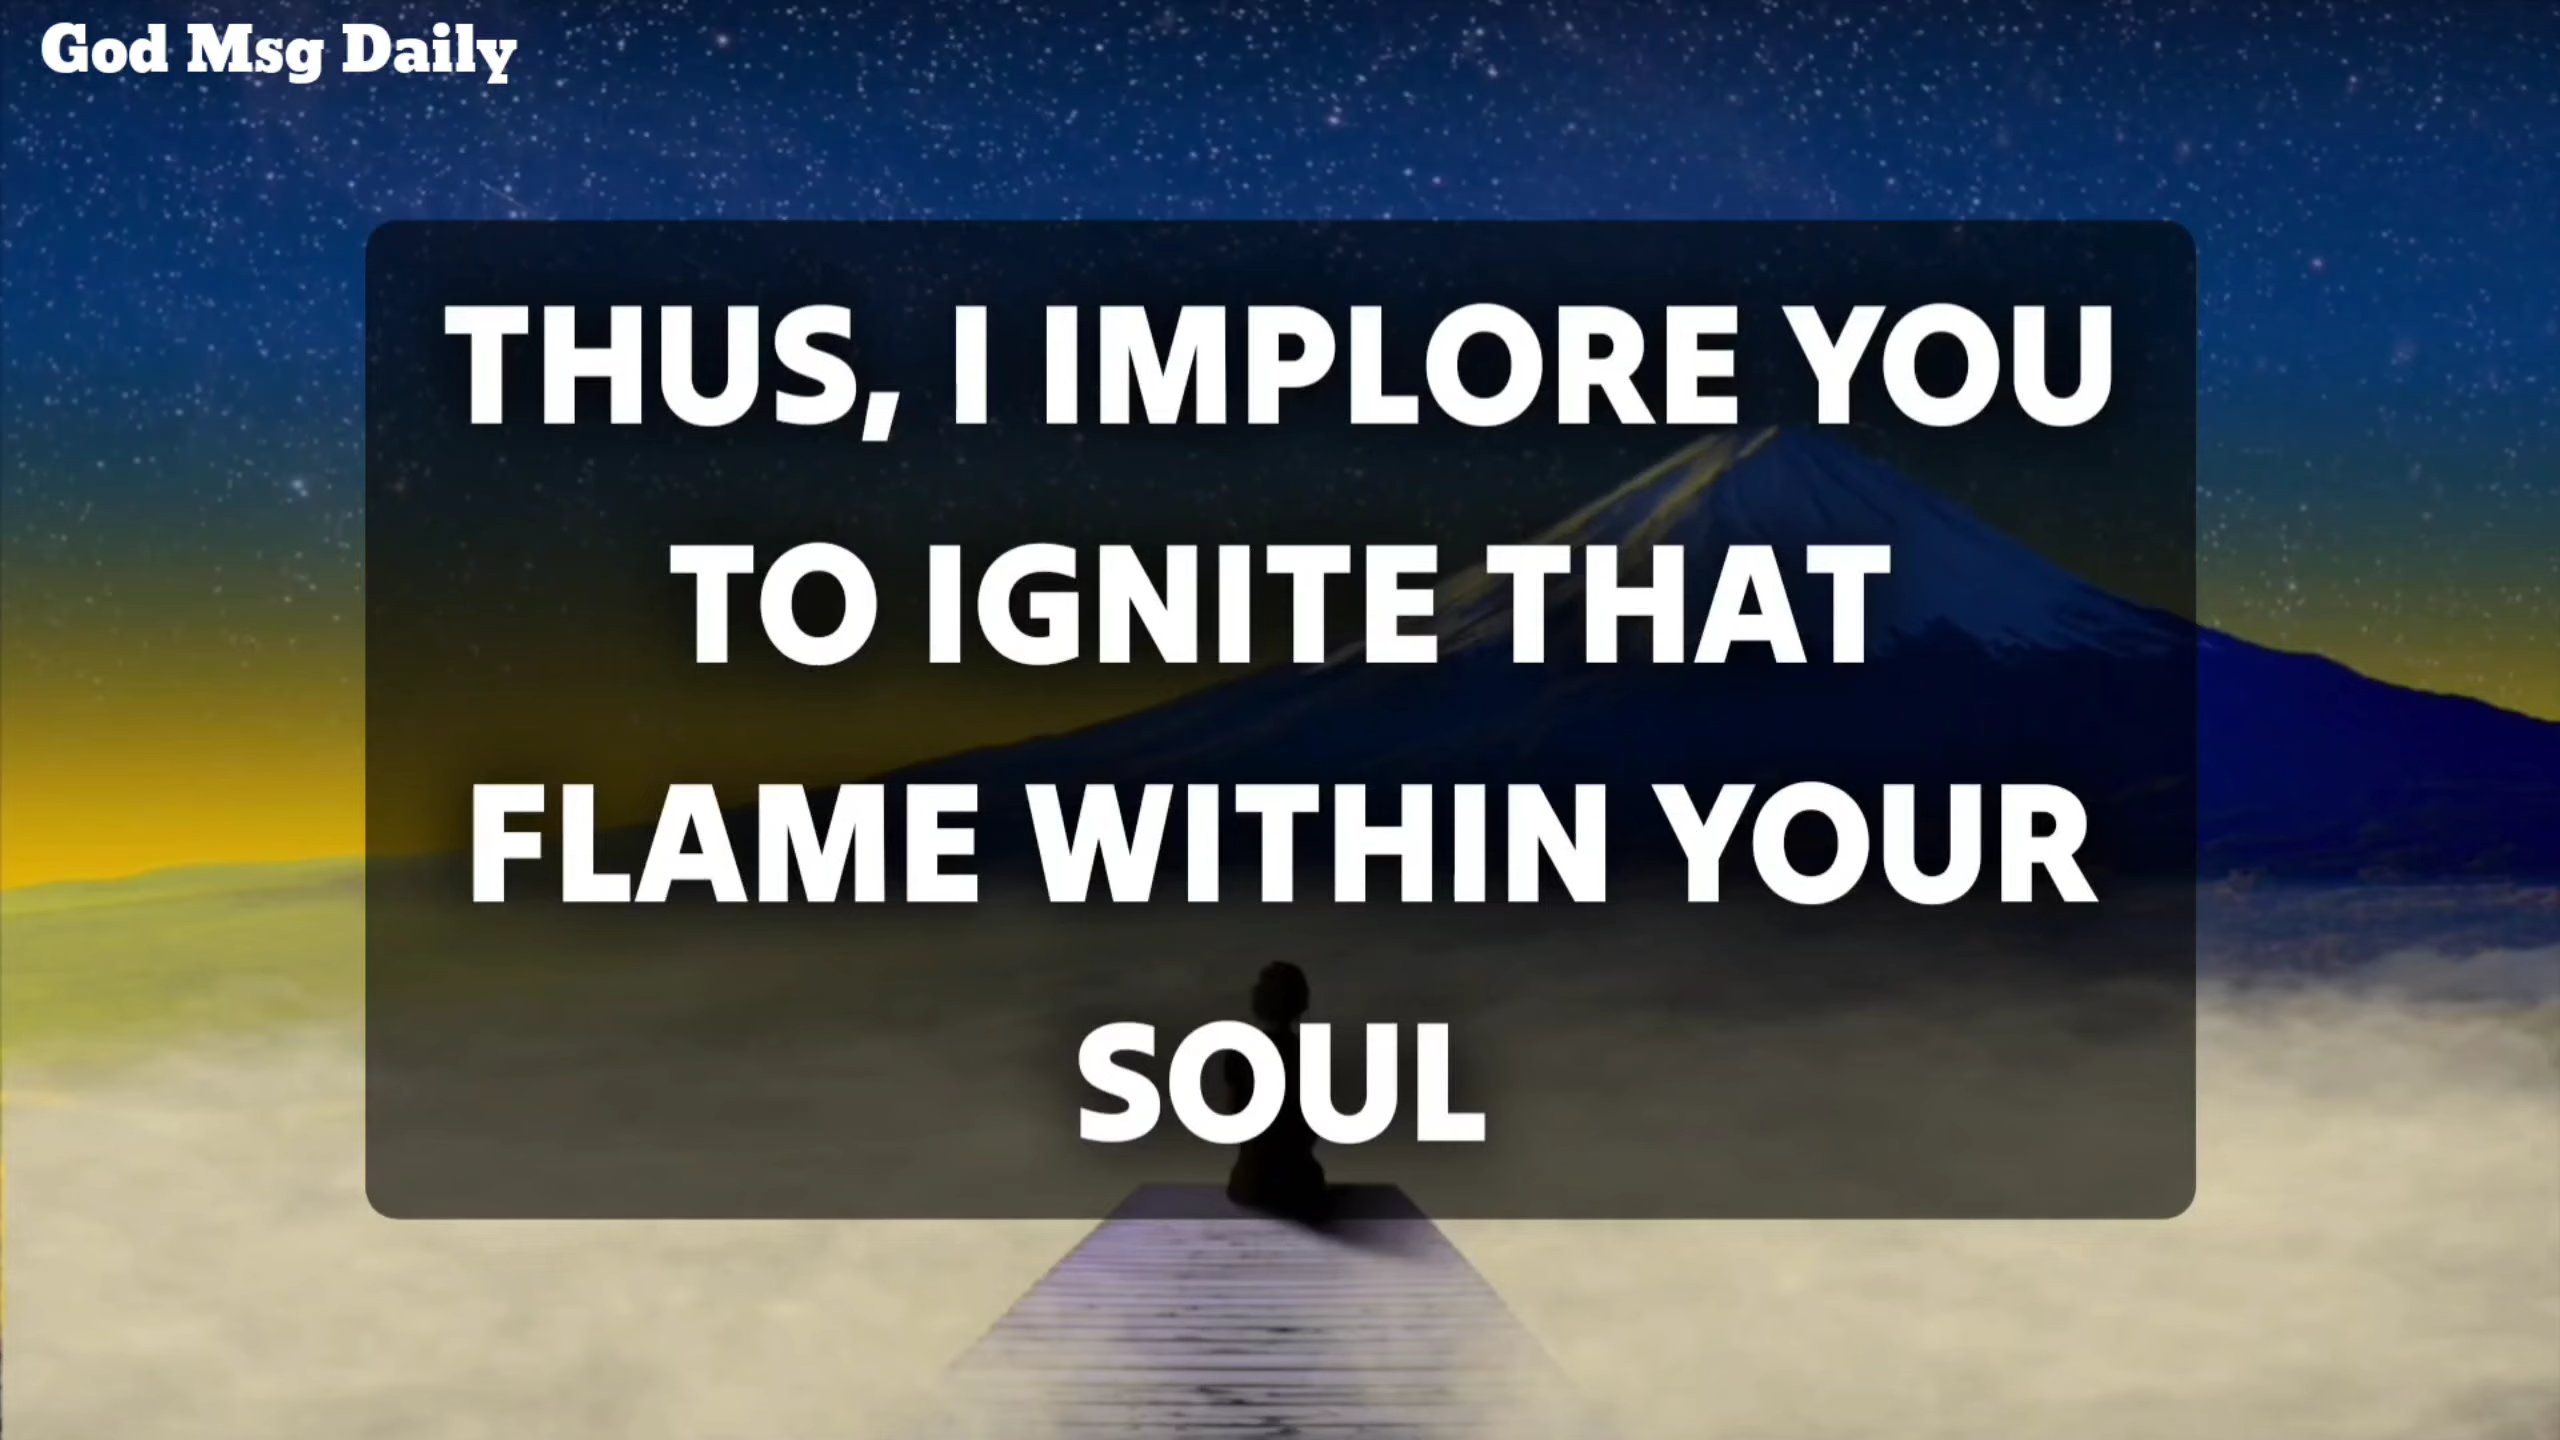 God Msg Daily
THUS, I IMPLORE YOU
TO IGNITE THAT
FLAME WITHIN YOUR
SOUL